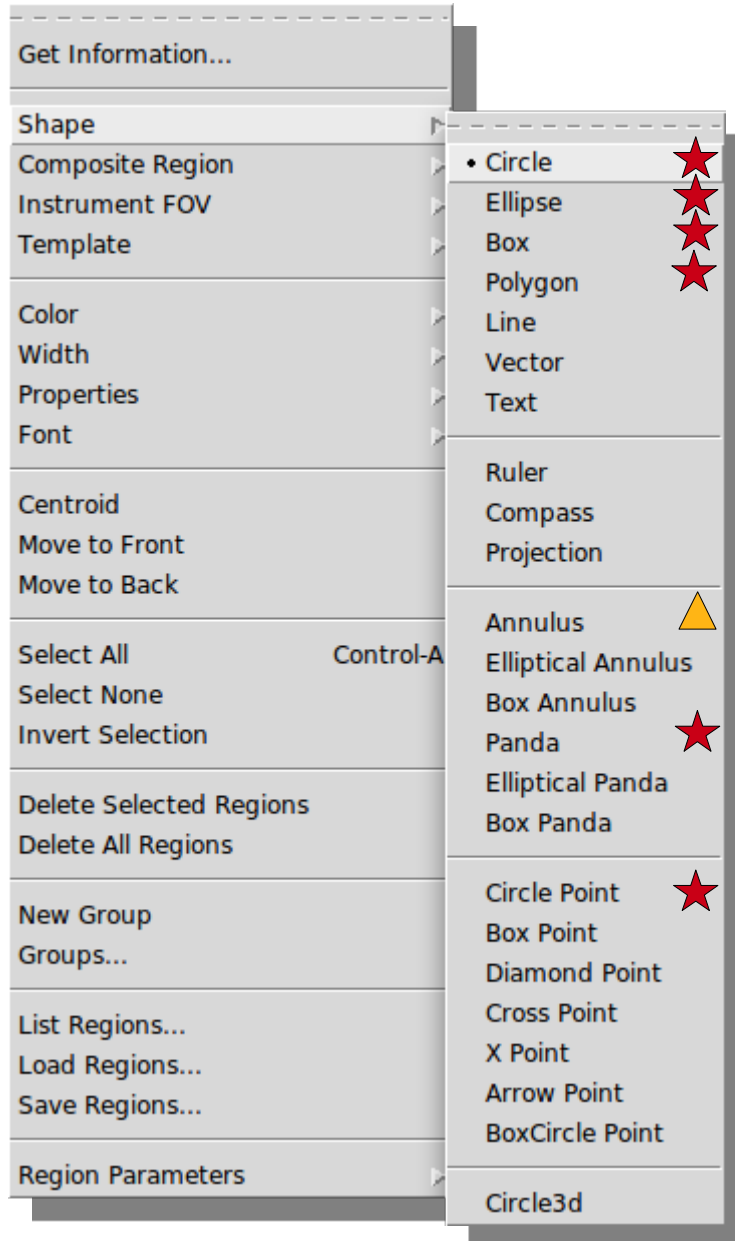 Get Information...
Shape
Composite Region
Instrument FOV
Template
Color
Width
Properties
Font
Centroid
Move to Front
Move to Back
Select All Control-A
Select None
Invert Selection
Delete Selected Regions
Delete All Regions
New Group
Groups...
List Regions...
Load Regions...
Save Regions...
Region Parameters
Circle
Ellipse
Box
Polygon
Line
Vector
Text
Ruler
Compass
Projection
Annulus
Elliptical Annulus
Box Annulus
Panda
Elliptical Panda
Box Panda
Circle Point
Box Point
Diamond Point
Cross Point
X Point
Arrow Point
BoxCircle Point
Circle3d